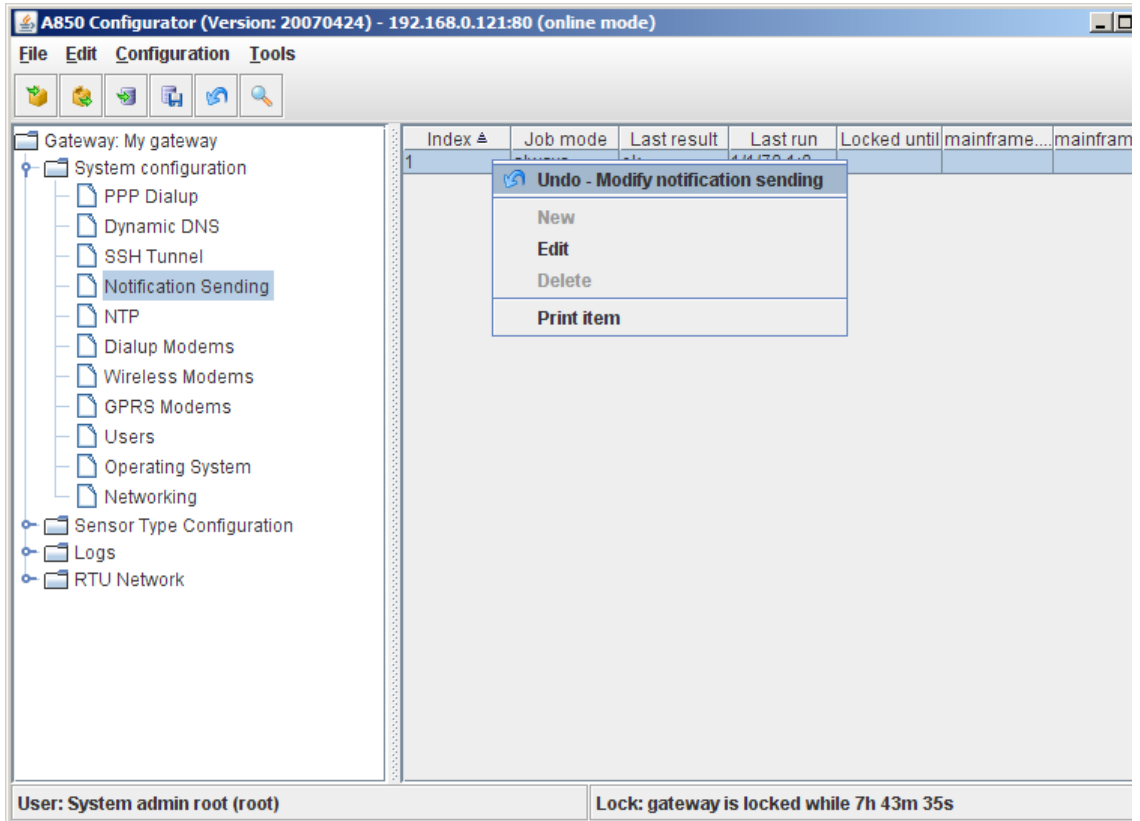 A850 Configurator (Version: 20070424) - 192.168.0.121:80 (online mode)
File Edit Configuration Tools
Gateway: My gateway
System configuration
PPP Dialup
Dynamic DNS
SSH Tunnel
Notification Sending
NTP
Dialup Modems
Wireless Modems
GPRS Modems
Users
Operating System
Networking
Sensor Type Configuration
Logs
RTU Network
Index Job mode Last result Last run Locked until mainframe.... mainfram
1
Undo - Modify notification sending
New
Edit
Delete
Print item
User: System admin root (root)
Lock: gateway is locked while 7h 43m 35s